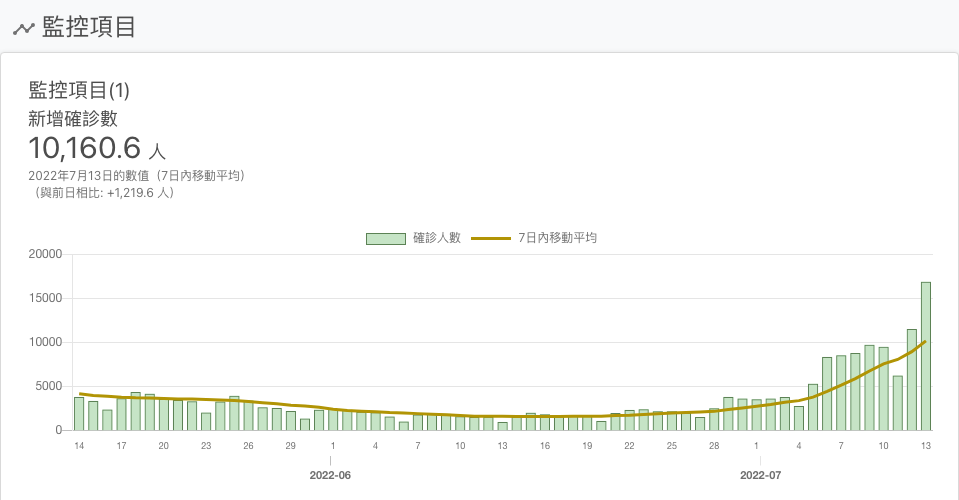 監控項目
監控項目(1)
新增確診數
10,160.6 人
2022年7月13日的數值（7日內移動平均）
（與前日相比: +1,219.6 人）
確診人數 7日內移動平均
20000
15000
10000
5000
0
14 17 20 23 26 29 1 4 7 10 13 16 19 22 25 28 1 4 7 10 13
2022-06 2022-07